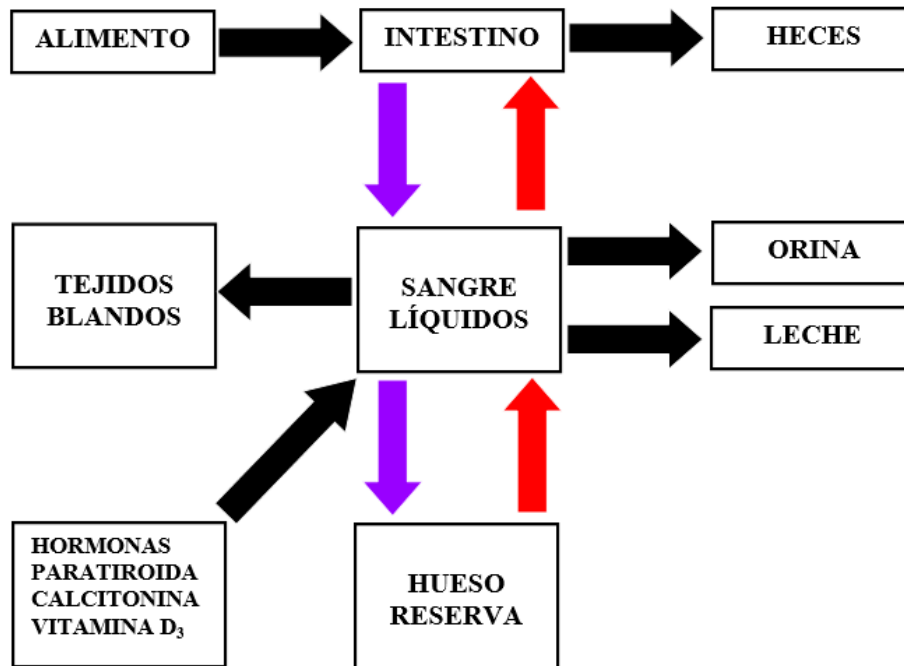 ALIMENTO
INTESTINO
HECES
TEJIDOS
BLANDOS
SANGRE
LÍQUIDOS
ORINA
LECHE
HORMONAS
PARATIROIDA
CALCITONINA
VITAMINA D₃
HUESO
RESERVA